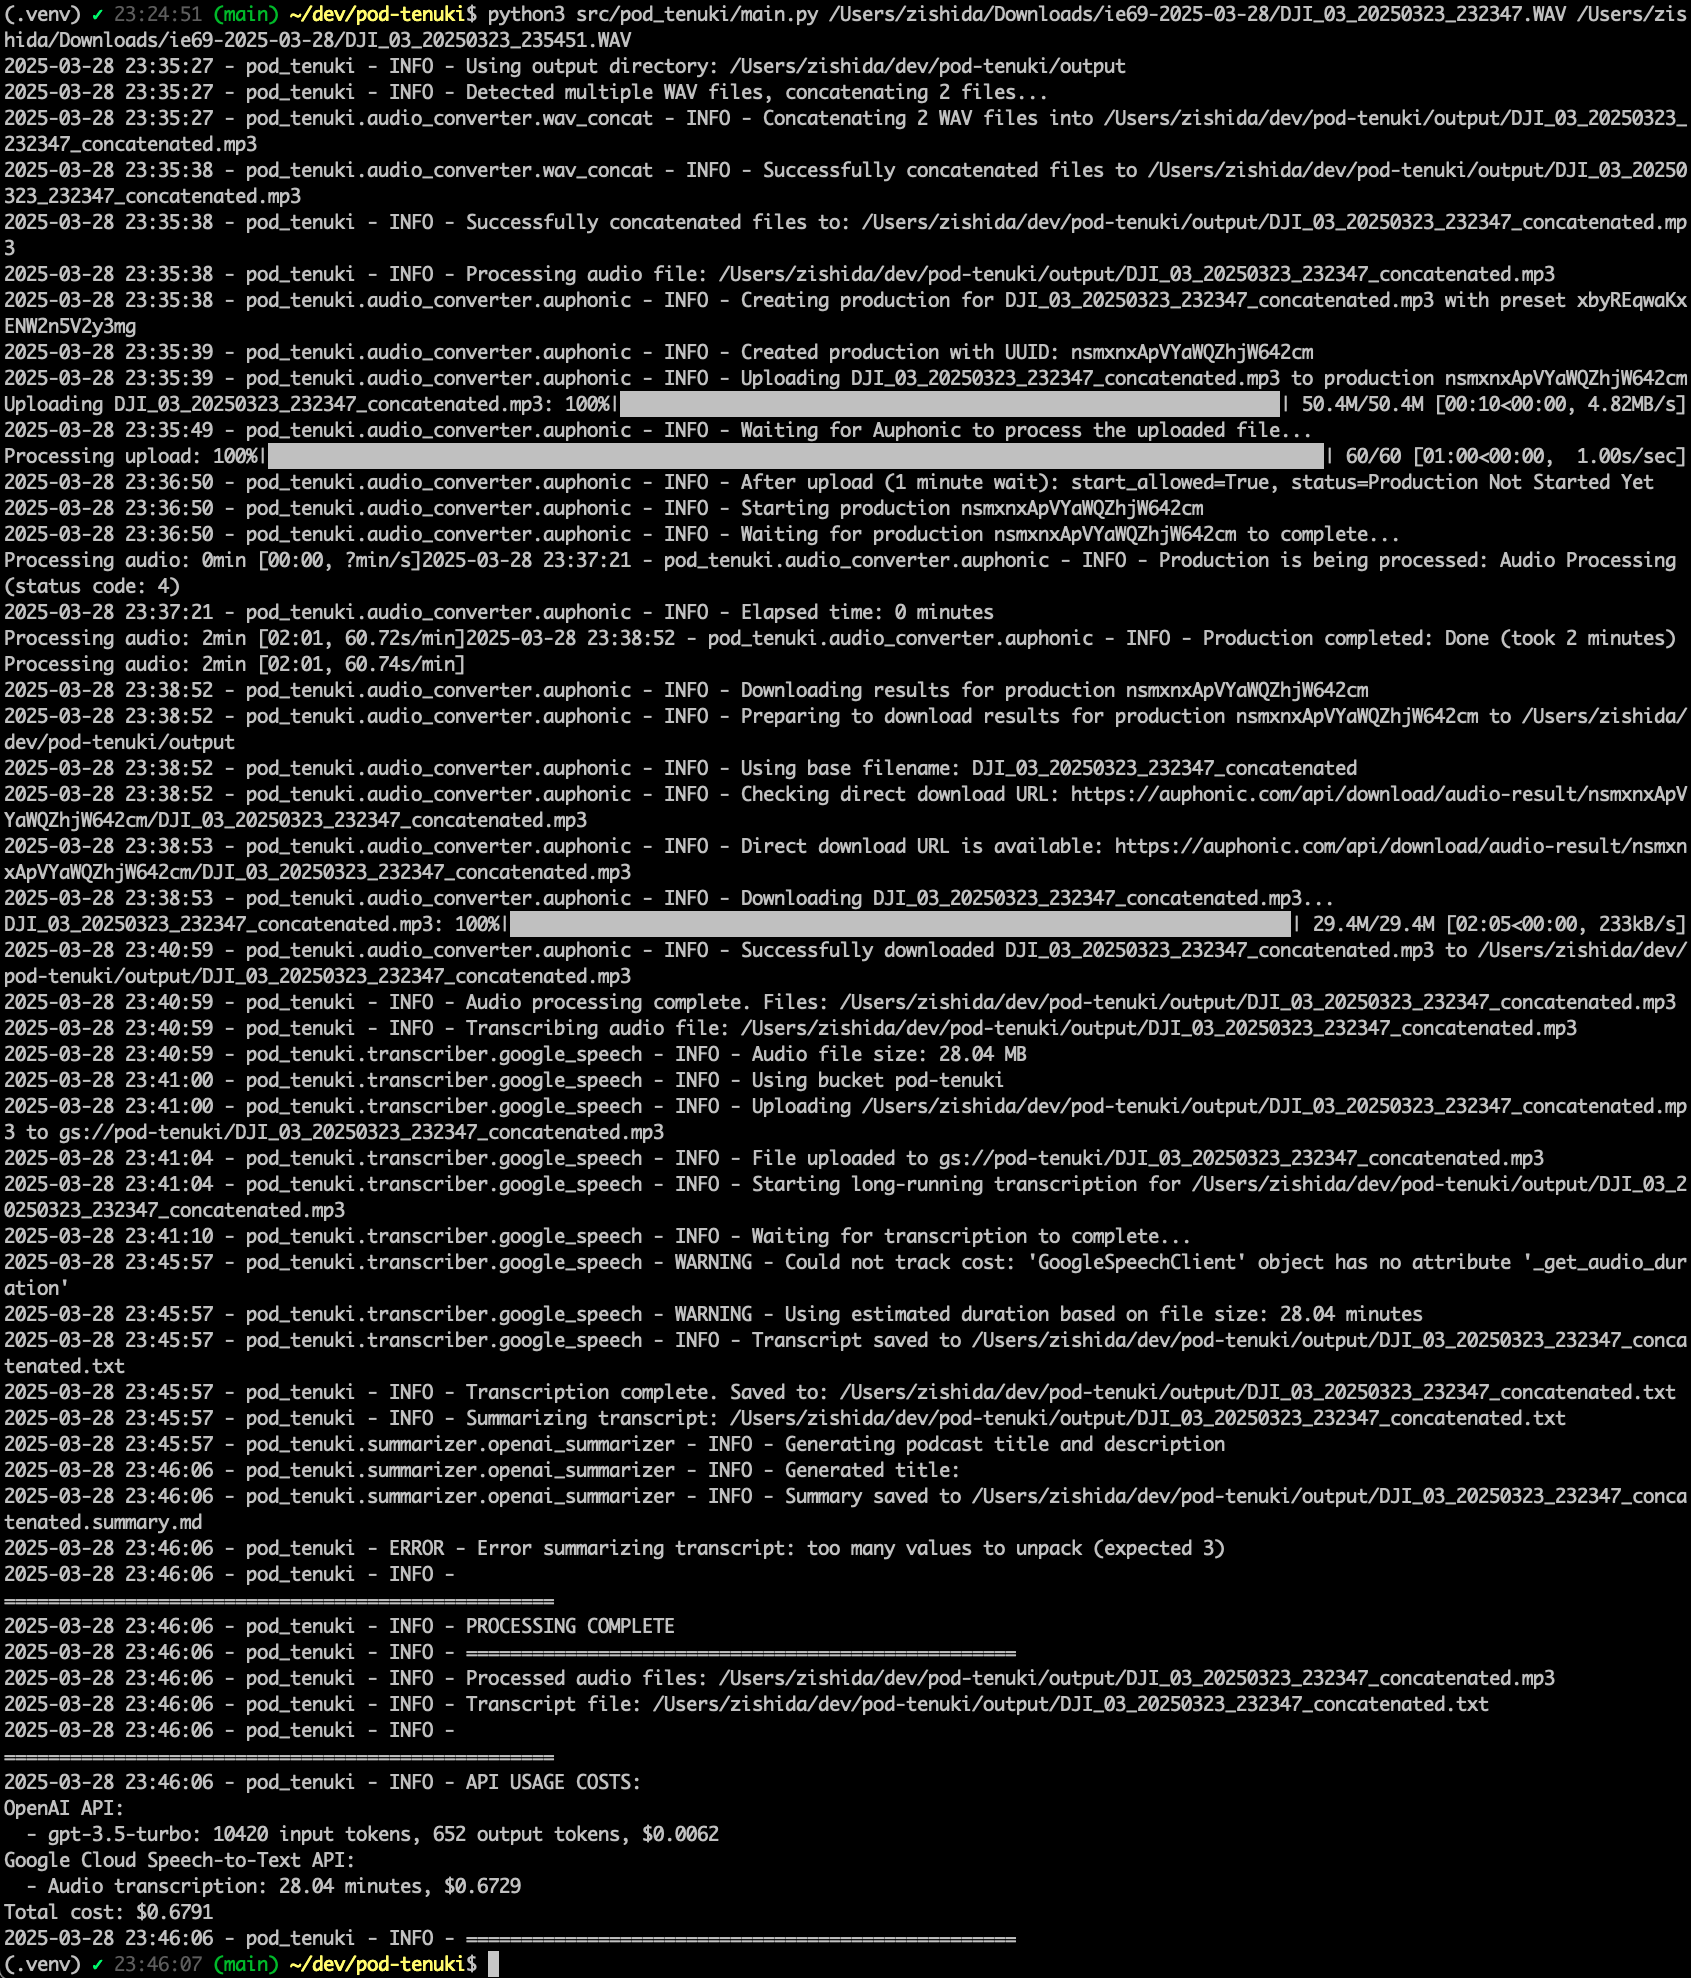 (.venv) ✓ 23:24:51 (main) ~/dev/pod-tenuki$ python3 src/pod_tenuki/main.py /Users/zishida/Downloads/ie69-2025-03-28/DJI_03_20250323_232347.WAV /Users/zis
hida/Downloads/ie69-2025-03-28/DJI_03_20250323_235451.WAV
2025-03-28 23:35:27 - pod_tenuki - INFO - Using output directory: /Users/zishida/dev/pod-tenuki/output
2025-03-28 23:35:27 - pod_tenuki - INFO - Detected multiple WAV files, concatenating 2 files...
2025-03-28 23:35:27 - pod_tenuki.audio_converter.wav_concat - INFO - Concatenating 2 WAV files into /Users/zishida/dev/pod-tenuki/output/DJI_03_20250323_
232347_concatenated.mp3
2025-03-28 23:35:38 - pod_tenuki.audio_converter.wav_concat - INFO - Successfully concatenated files to /Users/zishida/dev/pod-tenuki/output/DJI_03_20250
323_232347_concatenated.mp3
2025-03-28 23:35:38 - pod_tenuki - INFO - Successfully concatenated files to: /Users/zishida/dev/pod-tenuki/output/DJI_03_20250323_232347_concatenated.mp
3
2025-03-28 23:35:38 - pod_tenuki - INFO - Processing audio file: /Users/zishida/dev/pod-tenuki/output/DJI_03_20250323_232347_concatenated.mp3
2025-03-28 23:35:38 - pod_tenuki.audio_converter.auphonic - INFO - Creating production for DJI_03_20250323_232347_concatenated.mp3 with preset xbyREqwaKx
ENW2n5V2y3mg
2025-03-28 23:35:39 - pod_tenuki.audio_converter.auphonic - INFO - Created production with UUID: nsmxnxApVYaWQZhjW642cm
2025-03-28 23:35:39 - pod_tenuki.audio_converter.auphonic - INFO - Uploading DJI_03_20250323_232347_concatenated.mp3 to production nsmxnxApVYaWQZhjW642cm
Uploading DJI_03_20250323_232347_concatenated.mp3: 100%|| 50.4M/50.4M [00:10<00:00, 4.82MB/s]
2025-03-28 23:35:49 - pod_tenuki.audio_converter.auphonic - INFO - Waiting for Auphonic to process the uploaded file...
Processing upload: 100%|| 60/60 [01:00<00:00,  1.00s/sec]
2025-03-28 23:36:50 - pod_tenuki.audio_converter.auphonic - INFO - After upload (1 minute wait): start_allowed=True, status=Production Not Started Yet
2025-03-28 23:36:50 - pod_tenuki.audio_converter.auphonic - INFO - Starting production nsmxnxApVYaWQZhjW642cm
2025-03-28 23:36:50 - pod_tenuki.audio_converter.auphonic - INFO - Waiting for production nsmxnxApVYaWQZhjW642cm to complete...
Processing audio: 0min [00:00, ?min/s]2025-03-28 23:37:21 - pod_tenuki.audio_converter.auphonic - INFO - Production is being processed: Audio Processing
(status code: 4)
2025-03-28 23:37:21 - pod_tenuki.audio_converter.auphonic - INFO - Elapsed time: 0 minutes
Processing audio: 2min [02:01, 60.72s/min]2025-03-28 23:38:52 - pod_tenuki.audio_converter.auphonic - INFO - Production completed: Done (took 2 minutes)
Processing audio: 2min [02:01, 60.74s/min]
2025-03-28 23:38:52 - pod_tenuki.audio_converter.auphonic - INFO - Downloading results for production nsmxnxApVYaWQZhjW642cm
2025-03-28 23:38:52 - pod_tenuki.audio_converter.auphonic - INFO - Preparing to download results for production nsmxnxApVYaWQZhjW642cm to /Users/zishida/
dev/pod-tenuki/output
2025-03-28 23:38:52 - pod_tenuki.audio_converter.auphonic - INFO - Using base filename: DJI_03_20250323_232347_concatenated
2025-03-28 23:38:52 - pod_tenuki.audio_converter.auphonic - INFO - Checking direct download URL: https://auphonic.com/api/download/audio-result/nsmxnxApV
YaWQZhjW642cm/DJI_03_20250323_232347_concatenated.mp3
2025-03-28 23:38:53 - pod_tenuki.audio_converter.auphonic - INFO - Direct download URL is available: https://auphonic.com/api/download/audio-result/nsmxn
xApVYaWQZhjW642cm/DJI_03_20250323_232347_concatenated.mp3
2025-03-28 23:38:53 - pod_tenuki.audio_converter.auphonic - INFO - Downloading DJI_03_20250323_232347_concatenated.mp3...
DJI_03_20250323_232347_concatenated.mp3: 100%|| 29.4M/29.4M [02:05<00:00, 233kB/s]
2025-03-28 23:40:59 - pod_tenuki.audio_converter.auphonic - INFO - Successfully downloaded DJI_03_20250323_232347_concatenated.mp3 to /Users/zishida/dev/
pod-tenuki/output/DJI_03_20250323_232347_concatenated.mp3
2025-03-28 23:40:59 - pod_tenuki - INFO - Audio processing complete. Files: /Users/zishida/dev/pod-tenuki/output/DJI_03_20250323_232347_concatenated.mp3
2025-03-28 23:40:59 - pod_tenuki - INFO - Transcribing audio file: /Users/zishida/dev/pod-tenuki/output/DJI_03_20250323_232347_concatenated.mp3
2025-03-28 23:40:59 - pod_tenuki.transcriber.google_speech - INFO - Audio file size: 28.04 MB
2025-03-28 23:41:00 - pod_tenuki.transcriber.google_speech - INFO - Using bucket pod-tenuki
2025-03-28 23:41:00 - pod_tenuki.transcriber.google_speech - INFO - Uploading /Users/zishida/dev/pod-tenuki/output/DJI_03_20250323_232347_concatenated.mp
3 to gs://pod-tenuki/DJI_03_20250323_232347_concatenated.mp3
2025-03-28 23:41:04 - pod_tenuki.transcriber.google_speech - INFO - File uploaded to gs://pod-tenuki/DJI_03_20250323_232347_concatenated.mp3
2025-03-28 23:41:04 - pod_tenuki.transcriber.google_speech - INFO - Starting long-running transcription for /Users/zishida/dev/pod-tenuki/output/DJI_03_2
0250323_232347_concatenated.mp3
2025-03-28 23:41:10 - pod_tenuki.transcriber.google_speech - INFO - Waiting for transcription to complete...
2025-03-28 23:45:57 - pod_tenuki.transcriber.google_speech - WARNING - Could not track cost: 'GoogleSpeechClient' object has no attribute '_get_audio_dur
ation'
2025-03-28 23:45:57 - pod_tenuki.transcriber.google_speech - WARNING - Using estimated duration based on file size: 28.04 minutes
2025-03-28 23:45:57 - pod_tenuki.transcriber.google_speech - INFO - Transcript saved to /Users/zishida/dev/pod-tenuki/output/DJI_03_20250323_232347_conca
tenated.txt
2025-03-28 23:45:57 - pod_tenuki - INFO - Transcription complete. Saved to: /Users/zishida/dev/pod-tenuki/output/DJI_03_20250323_232347_concatenated.txt
2025-03-28 23:45:57 - pod_tenuki - INFO - Summarizing transcript: /Users/zishida/dev/pod-tenuki/output/DJI_03_20250323_232347_concatenated.txt
2025-03-28 23:45:57 - pod_tenuki.summarizer.openai_summarizer - INFO - Generating podcast title and description
2025-03-28 23:46:06 - pod_tenuki.summarizer.openai_summarizer - INFO - Generated title:
2025-03-28 23:46:06 - pod_tenuki.summarizer.openai_summarizer - INFO - Summary saved to /Users/zishida/dev/pod-tenuki/output/DJI_03_20250323_232347_conca
tenated.summary.md
2025-03-28 23:46:06 - pod_tenuki - ERROR - Error summarizing transcript: too many values to unpack (expected 3)
2025-03-28 23:46:06 - pod_tenuki - INFO -
==================================================
2025-03-28 23:46:06 - pod_tenuki - INFO - PROCESSING COMPLETE
2025-03-28 23:46:06 - pod_tenuki - INFO - ==================================================
2025-03-28 23:46:06 - pod_tenuki - INFO - Processed audio files: /Users/zishida/dev/pod-tenuki/output/DJI_03_20250323_232347_concatenated.mp3
2025-03-28 23:46:06 - pod_tenuki - INFO - Transcript file: /Users/zishida/dev/pod-tenuki/output/DJI_03_20250323_232347_concatenated.txt
2025-03-28 23:46:06 - pod_tenuki - INFO -
==================================================
2025-03-28 23:46:06 - pod_tenuki - INFO - API USAGE COSTS:
OpenAI API:
  - gpt-3.5-turbo: 10420 input tokens, 652 output tokens, $0.0062
Google Cloud Speech-to-Text API:
  - Audio transcription: 28.04 minutes, $0.6729
Total cost: $0.6791
2025-03-28 23:46:06 - pod_tenuki - INFO - ==================================================
(.venv) ✓ 23:46:07 (main) ~/dev/pod-tenuki$